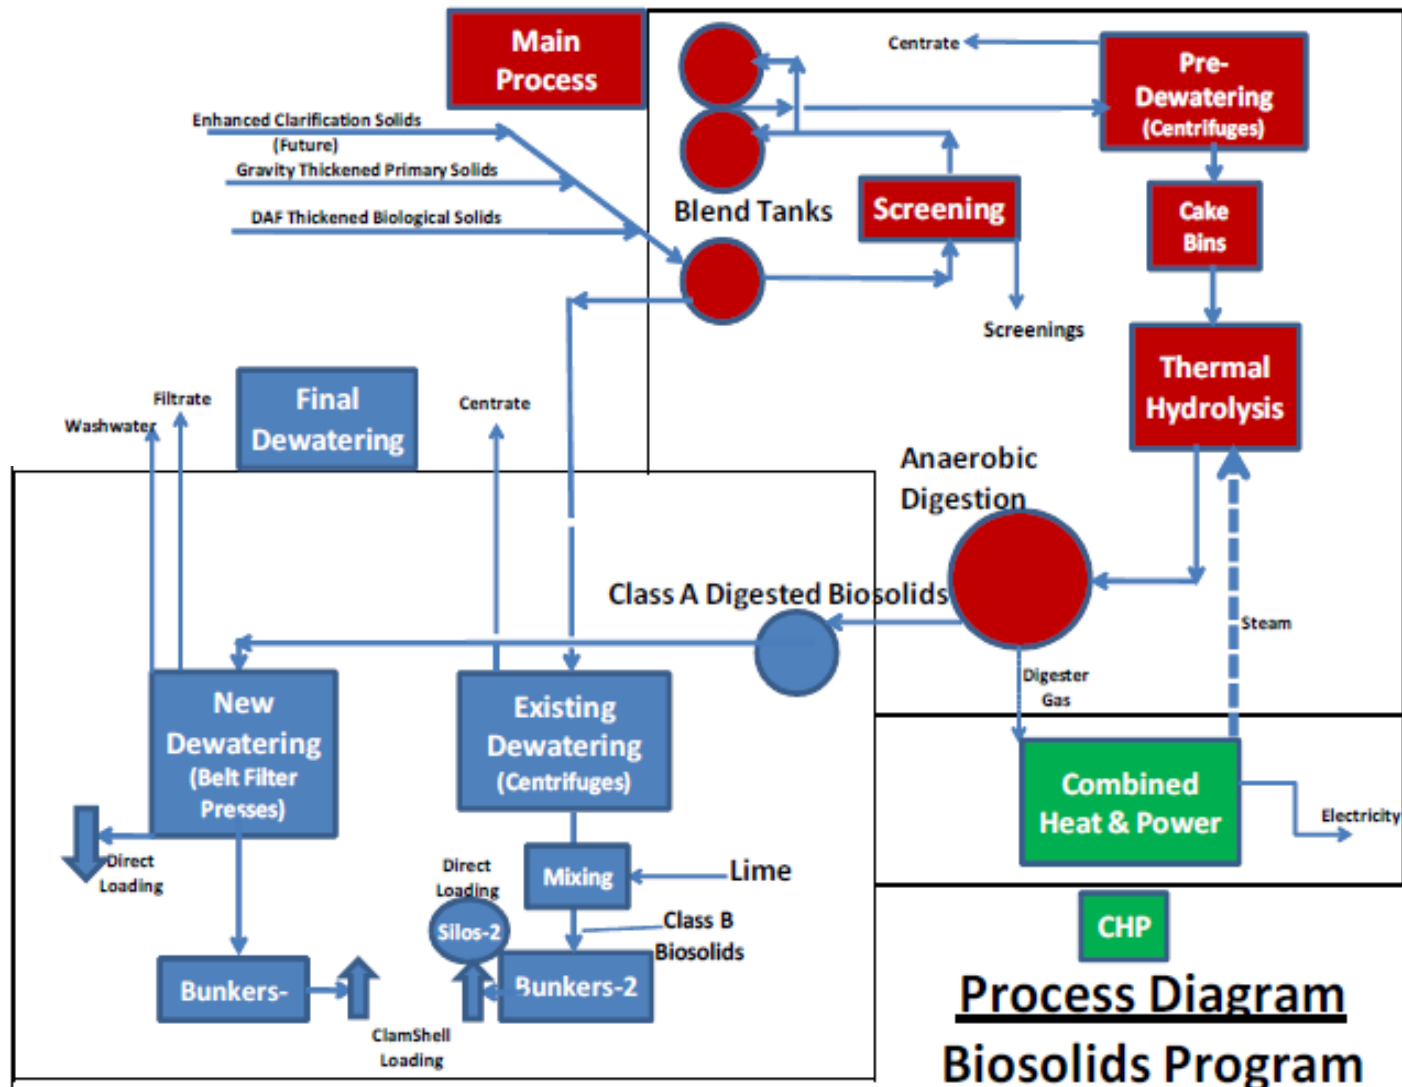 Main
Process
Centrate
Pre-
Dewatering
(Centrifuges)
Enhanced Clarification Solids
(Future)
Gravity Thickened Primary Solids
DAF Thickened Biological Solids
Blend Tanks
Screening
Cake
Bins
Screenings
Thermal
Hydrolysis
Final
Dewatering
Washwater
Filtrate
Centrate
Anaerobic
Digestion
Class A Digested Biosolids
Steam
Digester
Gas
New
Dewatering
(Belt Filter
Presses)
Existing
Dewatering
(Centrifuges)
Combined
Heat & Power
Electricity
Direct
Loading
Direct
Loading
Mixing
Lime
Silos-2
Class B
Biosolids
Bunkers-
Bunkers-2
ClamShell
Loading
CHP
Process Diagram
Biosolids Program